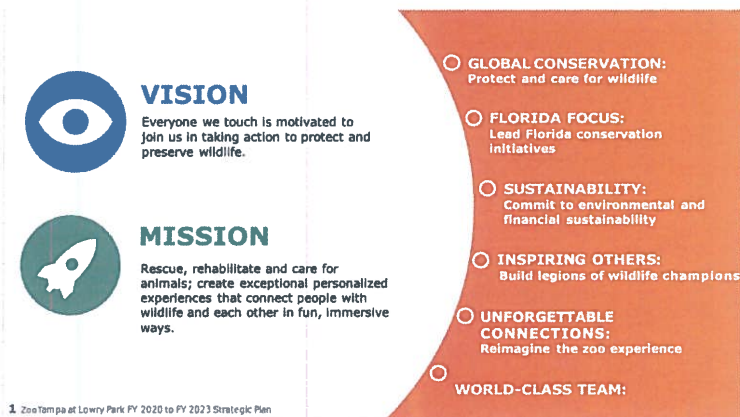 VISION
Everyone we touch is motivated to
join us in taking action to protect and
preserve wildlife.
MISSION
Rescue, rehabilitate and care for
animals; create exceptional personalized
experiences that connect people with
wildlife and each other in fun, immersive
ways.
GLOBAL CONSERVATION:
Protect and care for wildlife
FLORIDA FOCUS:
Lead Florida conservation
initiatives
SUSTAINABILITY:
Commit to environmental and
financial sustainability
INSPIRING OTHERS:
Build legions of wildlife champions
UNFORGETTABLE
CONNECTIONS:
Reimagine the zoo experience
WORLD-CLASS TEAM:
1 ZooTampa at Lowry Park FY 2020 to FY 2023 Strategic Plan